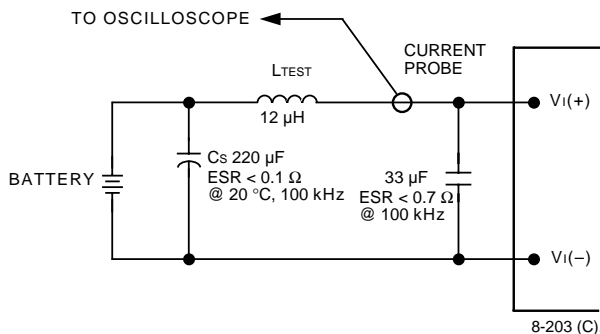 TO OSCILLOSCOPE
CURRENT
PROBE
LTEST
12 μH
VI(+)
CS 220 μF
ESR < 0.1 Ω
@ 20 °C, 100 kHz
BATTERY
33 μF
ESR < 0.7 Ω
@ 100 kHz
VI(–)
8-203 (C)